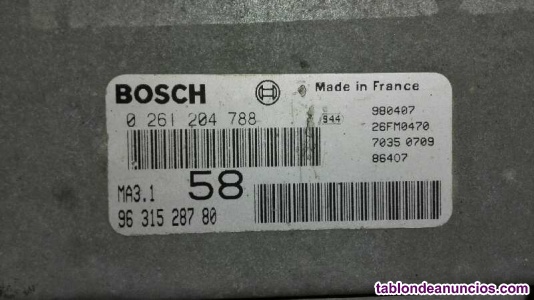 BOSCH
Made in France
0 261 204 788
944
980407
26FM0470
7035 0709
86407
MA3.1
58
96 315 287 80
tablondeanuncios.com